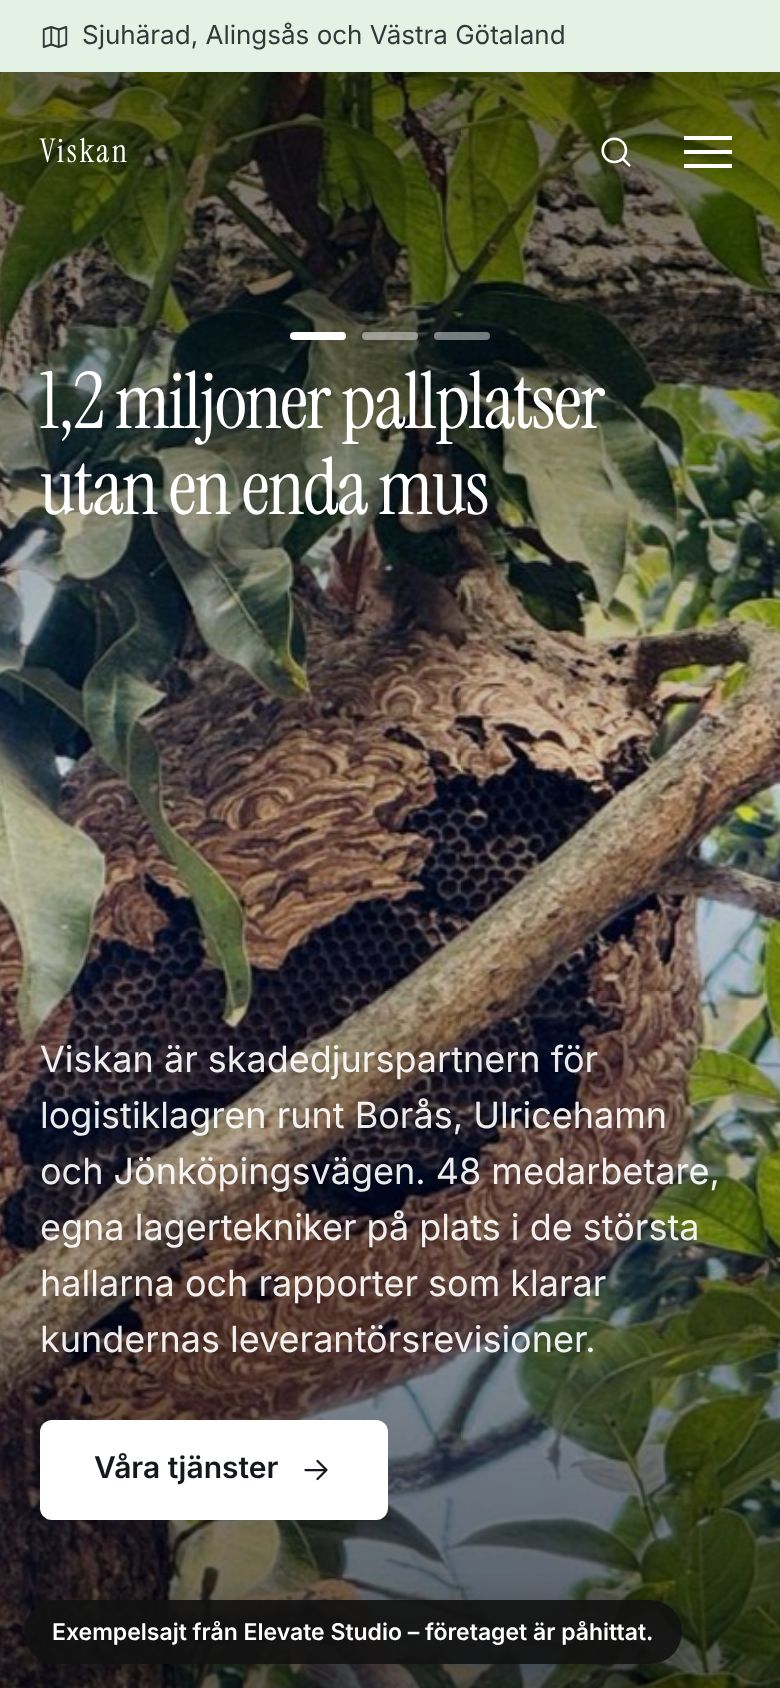 Sjuhärad, Alingsås och Västra Götaland
Viskan
1,2 miljoner pallplatser
utan en enda mus
Viskan är skadedjurspartnern för
logistiklagren runt Borås, Ulricehamn
och Jönköpingsvägen. 48 medarbetare,
egna lagertekniker på plats i de största
hallarna och rapporter som klarar
kundernas leverantörsrevisioner.
Våra tjänster
Exempelsajt från Elevate Studio – företaget är påhittat.